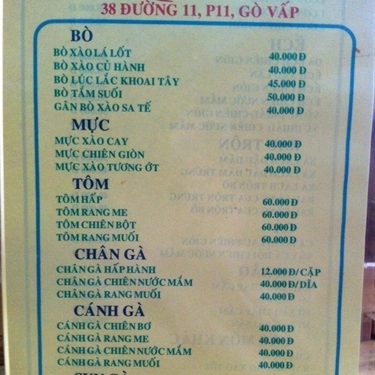 38 ĐƯỜNG 11, P11, GÒ VẤP
BÒ
BÒ XÀO LÁ LỐT 40.000 Đ
BÒ XÀO CỦ HÀNH 40.000 Đ
BÒ LÚC LẮC KHOAI TÂY 45.000 Đ
BÒ TẮM SUỐI 50.000 Đ
GÂN BÒ XÀO SA TẾ 40.000 Đ
MỰC
MỰC XÀO CAY 40.000 Đ
MỰC CHIÊN GIÒN 40.000 Đ
MỰC XÀO TƯƠNG ỚT 40.000 Đ
TÔM
TÔM HẤP 60.000 Đ
TÔM RANG ME 60.000 Đ
TÔM CHIÊN BỘT 60.000 Đ
TÔM RANG MUỐI 60.000 Đ
CHÂN GÀ
CHÂN GÀ HẤP HÀNH 12.000 Đ/ CẶP
CHÂN GÀ CHIÊN NƯỚC MẮM 40.000 Đ/ DĨA
CHÂN GÀ RANG MUỐI 40.000 Đ
CÁNH GÀ
CÁNH GÀ CHIÊN BƠ 40.000 Đ
CÁNH GÀ RANG ME 40.000 Đ
CÁNH GÀ CHIÊN NƯỚC MẮM 40.000 Đ
CÁNH GÀ RANG MUỐI 40.000 Đ